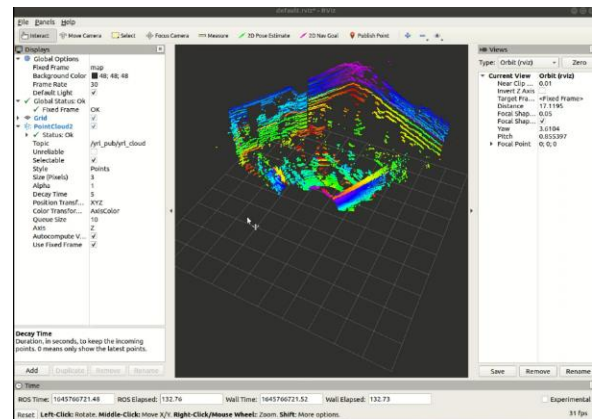 default.rviz* - RViz
File Panels Help
Interact Move Camera Select Focus Camera Measure 2D Pose Estimate 2D Nav Goal Publish Point
Displays
Global Options
Fixed Frame map
Background Color 48; 48; 48
Frame Rate 30
Default Light
Global Status: Ok
Fixed Frame OK
Grid
PointCloud2
Status: Ok
Topic /yrl_pub/yrl_cloud
Unreliable
Selectable
Style Points
Size (Pixels) 3
Alpha 1
Decay Time 5
Position Transf... XYZ
Color Transfor... AxisColor
Queue Size 10
Axis Z
Autocompute V...
Use Fixed Frame
Decay Time
Duration, in seconds, to keep the incoming
points. 0 means only show the latest points.
Add Duplicate Remove Rename
Views
Type: Orbit (rviz) Zero
Current View Orbit (rviz)
Near Clip ... 0.01
Invert Z Axis
Target Fra... <Fixed Frame>
Distance 17.1195
Focal Shap... 0.05
Focal Shap...
Yaw 3.6104
Pitch 0.855397
Focal Point 0; 0; 0
Save Remove Rename
Time
ROS Time: 1645766721.48 ROS Elapsed: 132.76 Wall Time: 1645766721.52 Wall Elapsed: 132.73 Experimental
Reset Left-Click: Rotate. Middle-Click: Move X/Y. Right-Click/Mouse Wheel: Zoom. Shift: More options. 31 fps